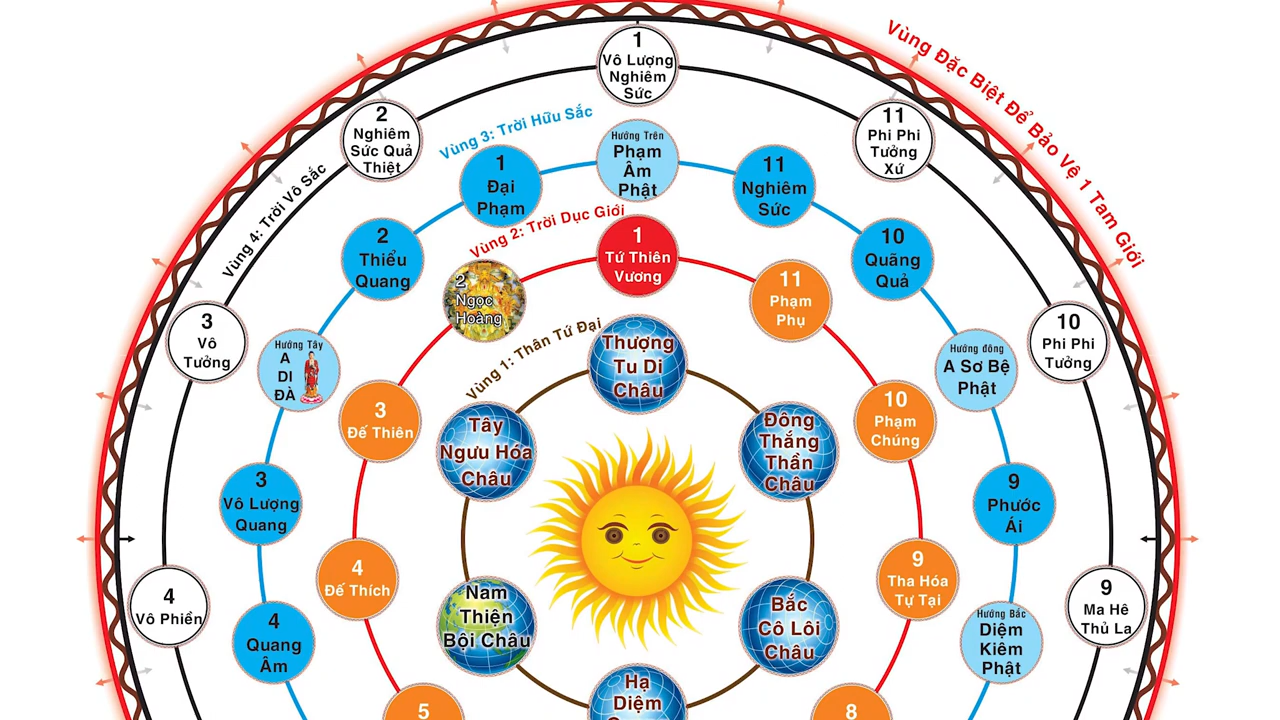 Vùng Đặc Biệt Để Bảo Vệ 1 Tam Giới
1
Vô Lượng
Nghiêm
Sức
2
Nghiêm
Sức Quả
Thiệt
11
Phi Phi
Tưởng
Xứ
Vùng 4: Trời Vô Sắc
3
Vô
Tưởng
10
Phi Phi
Tưởng
4
Vô Phiền
9
Ma Hê
Thủ La
Vùng 3: Trời Hữu Sắc
Hướng Trên
Phạm
Âm
Phật
1
Đại
Phạm
11
Nghiêm
Sức
2
Thiểu
Quang
10
Quãng
Quả
Hướng Tây
A
DI
ĐÀ
Hướng đông
A Sơ Bệ
Phật
3
Vô Lượng
Quang
9
Phước
Ái
4
Quang
Âm
Hướng Bắc
Diệm
Kiêm
Phật
Vùng 2: Trời Dục Giới
1
Tứ Thiên
Vương
2
Ngọc
Hoàng
11
Phạm
Phụ
3
Đế Thiên
10
Phạm
Chúng
4
Đế Thích
9
Tha Hóa
Tự Tại
5
8
Vùng 1: Thân Tứ Đại
Thượng
Tu Di
Châu
Tây
Ngưu Hóa
Châu
Đông
Thắng
Thần
Châu
Nam
Thiện
Bội Châu
Bắc
Cô Lôi
Châu
Hạ
Diệm